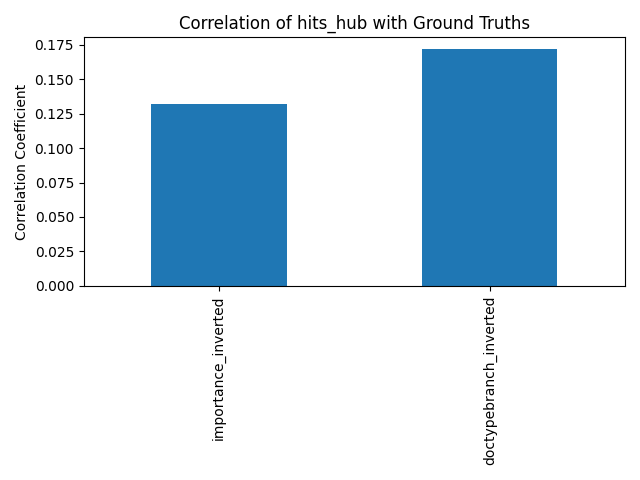 Correlation of hits_hub with Ground Truths
Correlation Coefficient
0.175
0.150
0.125
0.100
0.075
0.050
0.025
0.000
importance_inverted
doctypebranch_inverted